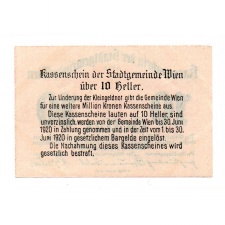 Kassenschein der Stadtgemeinde Wien
über 10 Heller.
Zur Linderung der Kleingeldnot gibt die Gemeinde Wien
für eine weitere Million Kronen Kassenscheine aus.
Diese Kassenscheine lauten auf 10 Heller, sind
unverzinslich, werden von der Gemeinde Wien bis 30. Juni
1920 in Zahlung genommen und in der Zeit vom 1. bis 30.
Juni 1920 in gesetzlichem Bargelde eingelöst.
Die Nachahmung dieses Kassenscheines wird
gesetzlich bestraft.